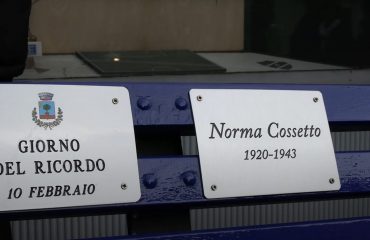 GIORNO
DEL RICORDO
10 FEBBRAIO
Norma Cossetto
1920-1943